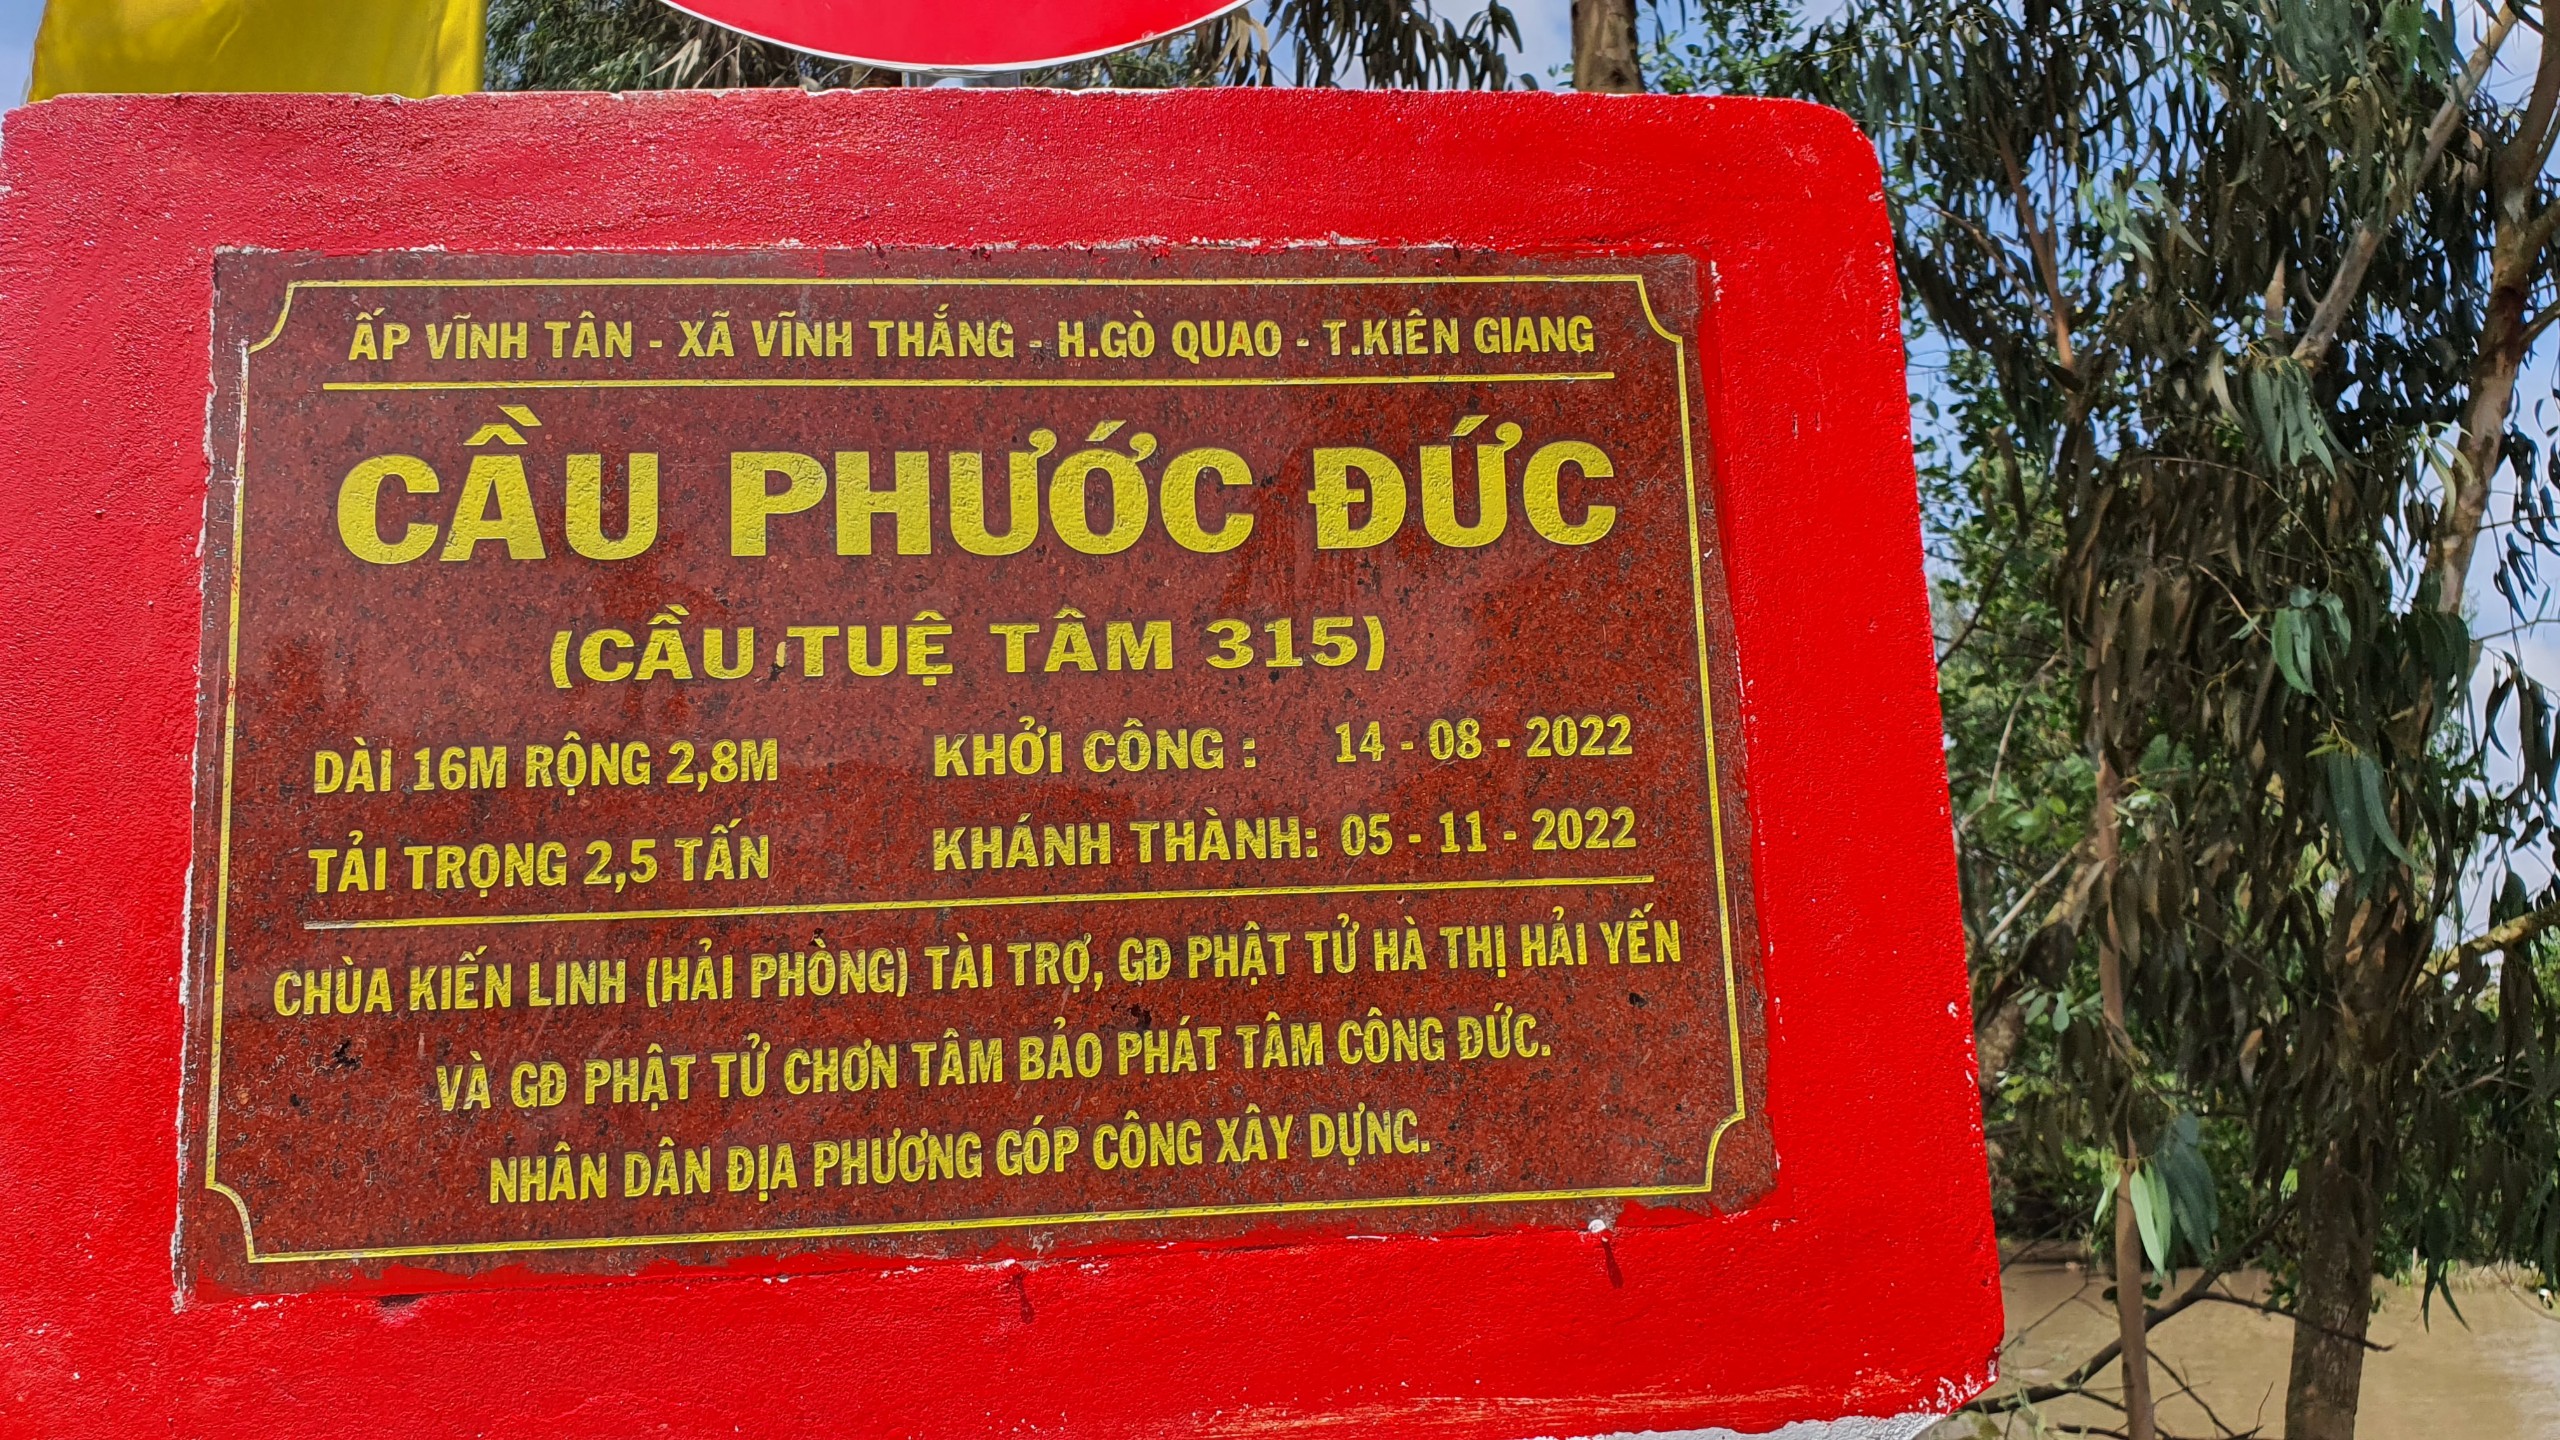 ẤP VĨNH TÂN - XÃ VĨNH THẮNG - H.GÒ QUAO - T.KIÊN GIANG
CẦU PHƯỚC ĐỨC
(CẦU TUỆ TÂM 315)
DÀI 16M RỘNG 2,8M KHỞI CÔNG : 14 - 08 - 2022
TẢI TRỌNG 2,5 TẤN KHÁNH THÀNH: 05 - 11 - 2022
CHÙA KIẾN LINH (HẢI PHÒNG) TÀI TRỢ, GĐ PHẬT TỬ HÀ THỊ HẢI YẾN
VÀ GĐ PHẬT TỬ CHƠN TÂM BẢO PHÁT TÂM CÔNG ĐỨC.
NHÂN DÂN ĐỊA PHƯƠNG GÓP CÔNG XÂY DỰNG.